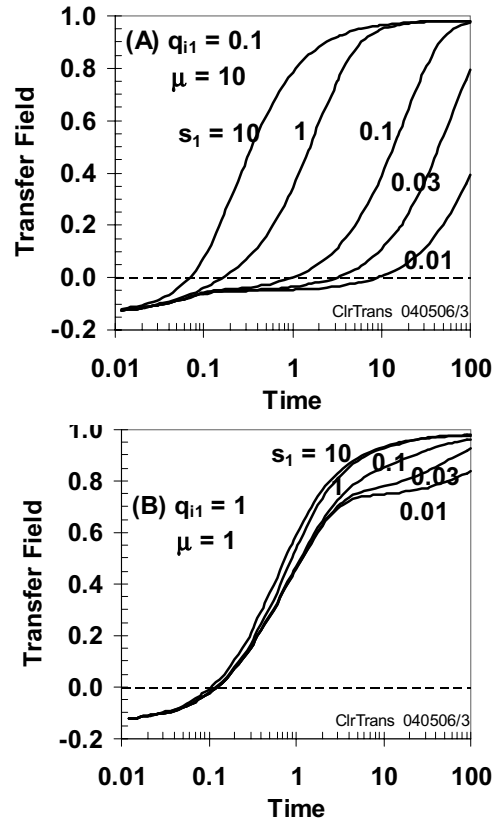 1.0
(A) qi1 = 0.1
μ = 10
0.8
s1 = 10
1
0.1
0.6
0.4
0.03
0.2
0.01
0.0
ClrTrans 040506/3
-0.2
Transfer Field
0.01 0.1 1 10 100
Time
1.0
s1 = 10
0.1
0.8
1
0.03
(B) qi1 = 1
0.01
μ = 1
0.6
0.4
0.2
0.0
ClrTrans 040506/3
-0.2
Transfer Field
0.01 0.1 1 10 100
Time